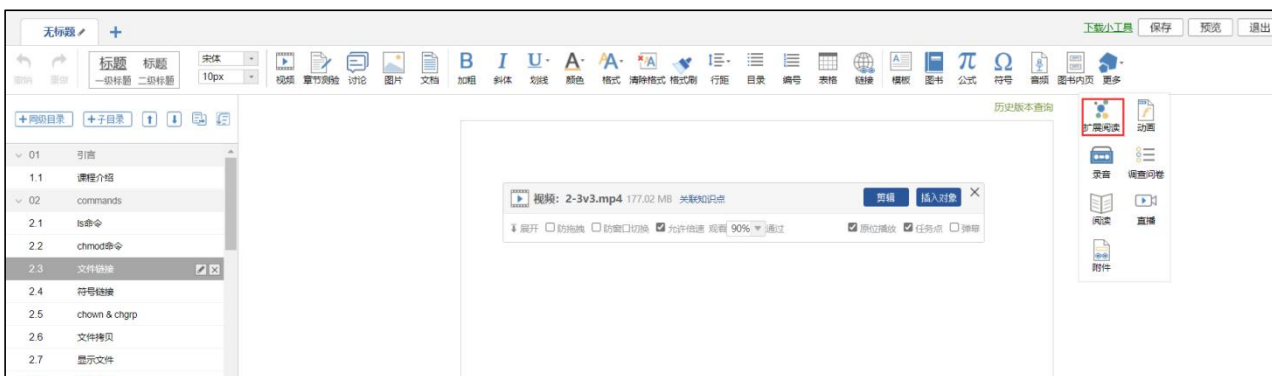 无标题
下载小工具 保存 预览 退出
撤销 重做 标题 一级标题 标题 二级标题 宋体 10px 视频 章节测验 讨论 图片 文档 B 加粗 I 斜体 U 划线 A 颜色 AA 格式 清除格式 格式刷 行距 目录 编号 表格 链接 模板 图书 π 公式 Ω 符号 音频 图书内页 更多
历史版本查询
+同级目录 +子目录
扩展阅读 动画
01 引言
录音 调查问卷
1.1 课程介绍
02 commands
视频: 2-3v3.mp4 177.02 MB 关联知识点 剪辑 插入对象
阅读 直播
2.1 ls命令
展开 防拖拽 防窗口切换 允许倍速 观看 90% 通过 原位播放 任务点 弹幕
2.2 chmod命令
附件
2.3 文件链接
2.4 符号链接
2.5 chown & chgrp
2.6 文件拷贝
2.7 显示文件